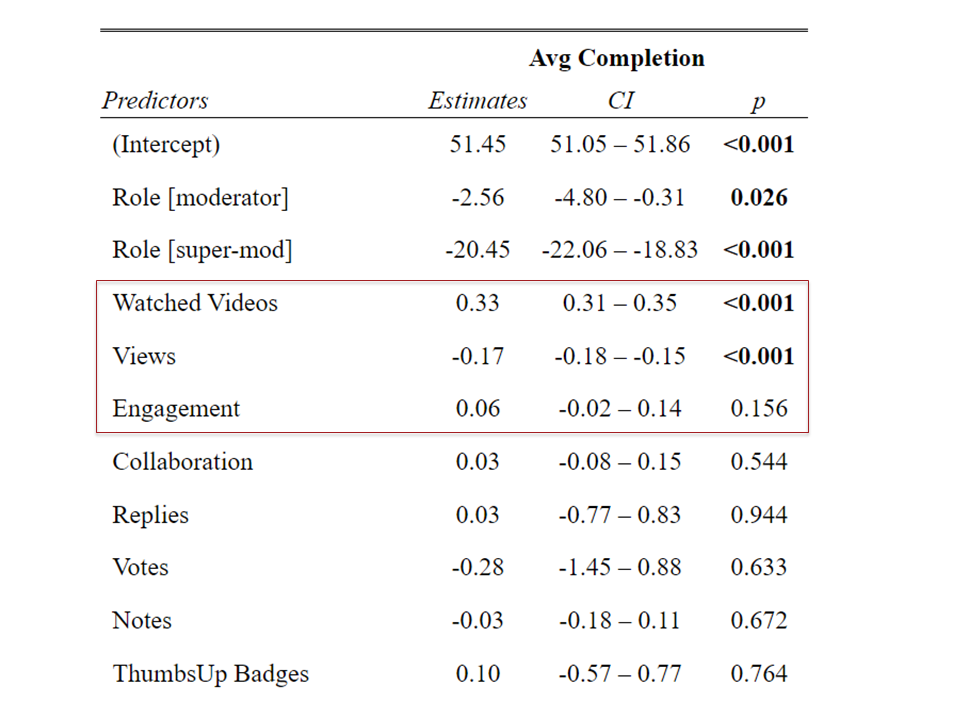 Avg Completion
Predictors Estimates CI p
(Intercept) 51.45 51.05 – 51.86 <0.001
Role [moderator] -2.56 -4.80 – -0.31 0.026
Role [super-mod] -20.45 -22.06 – -18.83 <0.001
Watched Videos 0.33 0.31 – 0.35 <0.001
Views -0.17 -0.18 – -0.15 <0.001
Engagement 0.06 -0.02 – 0.14 0.156
Collaboration 0.03 -0.08 – 0.15 0.544
Replies 0.03 -0.77 – 0.83 0.944
Votes -0.28 -1.45 – 0.88 0.633
Notes -0.03 -0.18 – 0.11 0.672
ThumbsUp Badges 0.10 -0.57 – 0.77 0.764